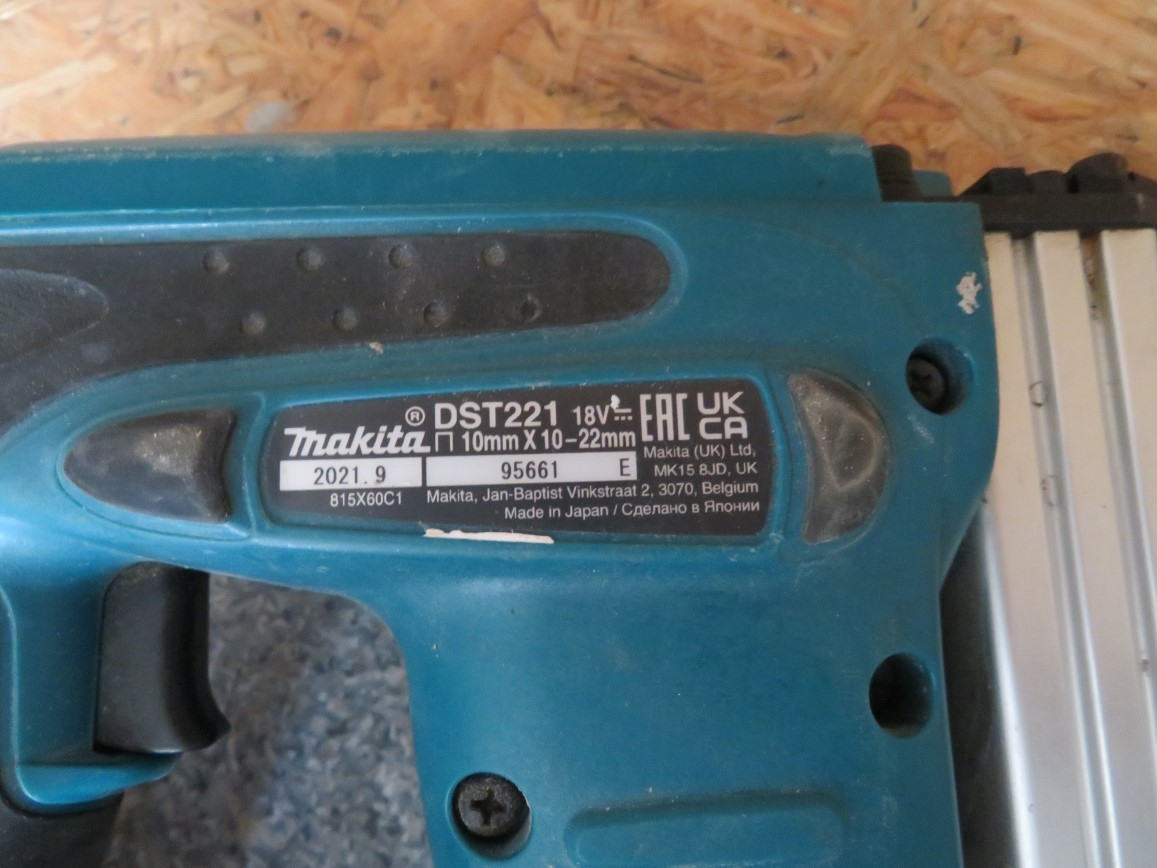 ® DST221 18V⎓ EAC UK CA
makita ⊓ 10mm X 10-22mm
2021.9 95661 E
815X60C1
Makita (UK) Ltd,
MK15 8JD, UK
Makita, Jan-Baptist Vinkstraat 2, 3070, Belgium
Made in Japan / Сделано в Японии